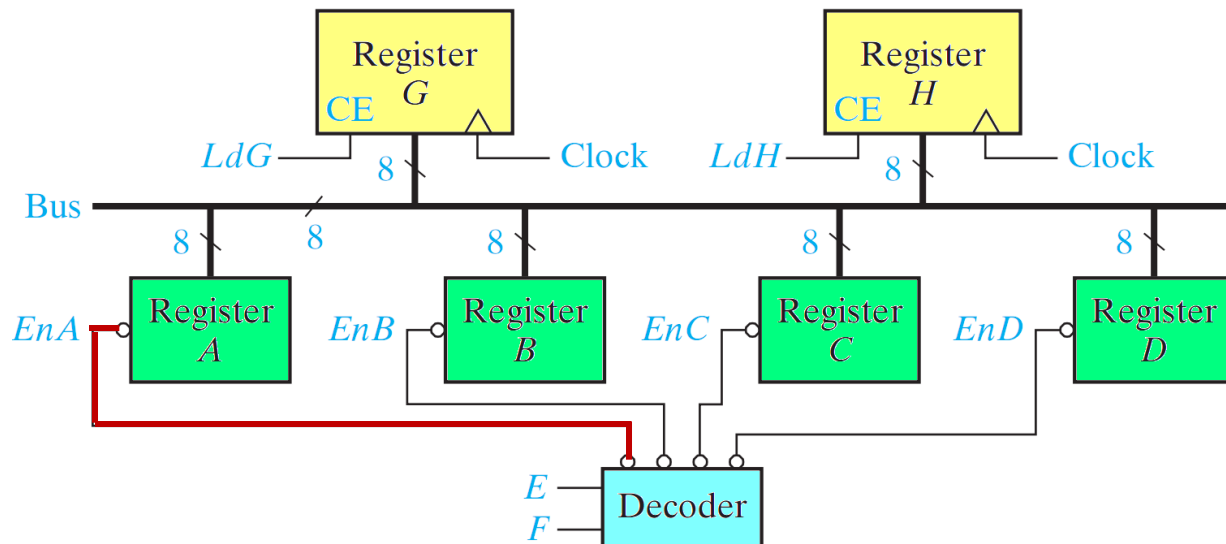 Register
G
CE
LdG
8
Clock
Register
H
CE
LdH
8
Clock
Bus
8
8
8
8
8
EnA
Register
A
EnB
Register
B
EnC
Register
C
EnD
Register
D
E
F
Decoder